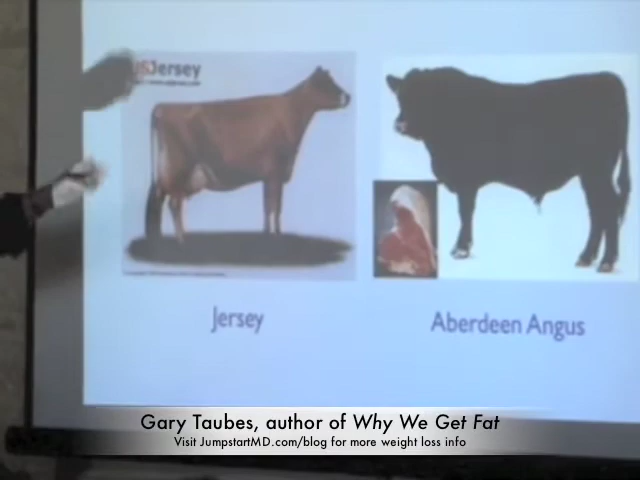 Jersey
Jersey
Aberdeen Angus
Gary Taubes, author of Why We Get Fat
Visit JumpstartMD.com/blog for more weight loss info